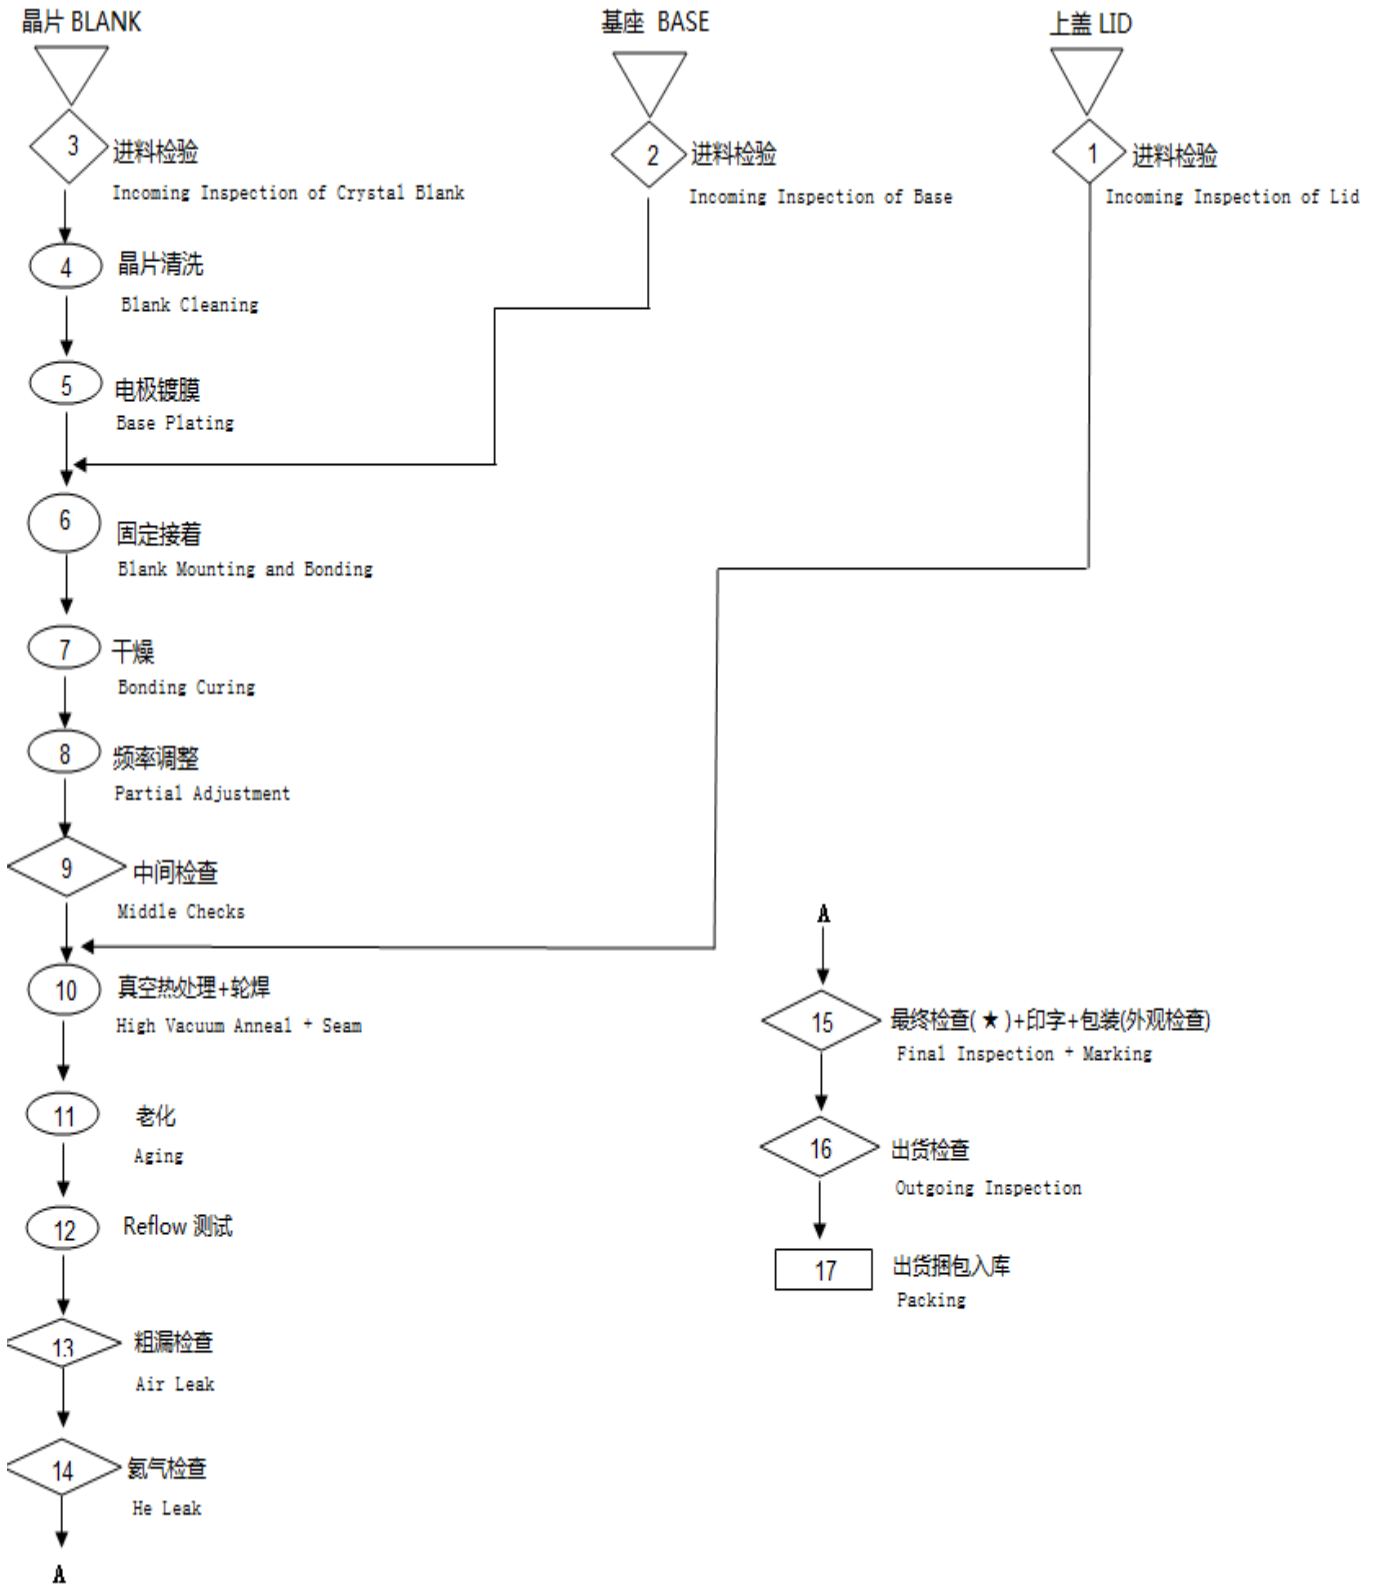 晶片 BLANK
基座 BASE
上盖 LID
3
进料检验
Incoming Inspection of Crystal Blank
2
进料检验
Incoming Inspection of Base
1
进料检验
Incoming Inspection of Lid
4
晶片清洗
Blank Cleaning
5
电极镀膜
Base Plating
6
固定接着
Blank Mounting and Bonding
7
干燥
Bonding Curing
8
频率调整
Partial Adjustment
9
中间检查
Middle Checks
10
真空热处理+轮焊
High Vacuum Anneal + Seam
11
老化
Aging
12
Reflow 测试
13
粗漏检查
Air Leak
14
氦气检查
He Leak
A
A
15
最终检查(★)+印字+包装(外观检查)
Final Inspection + Marking
16
出货检查
Outgoing Inspection
17
出货捆包入库
Packing